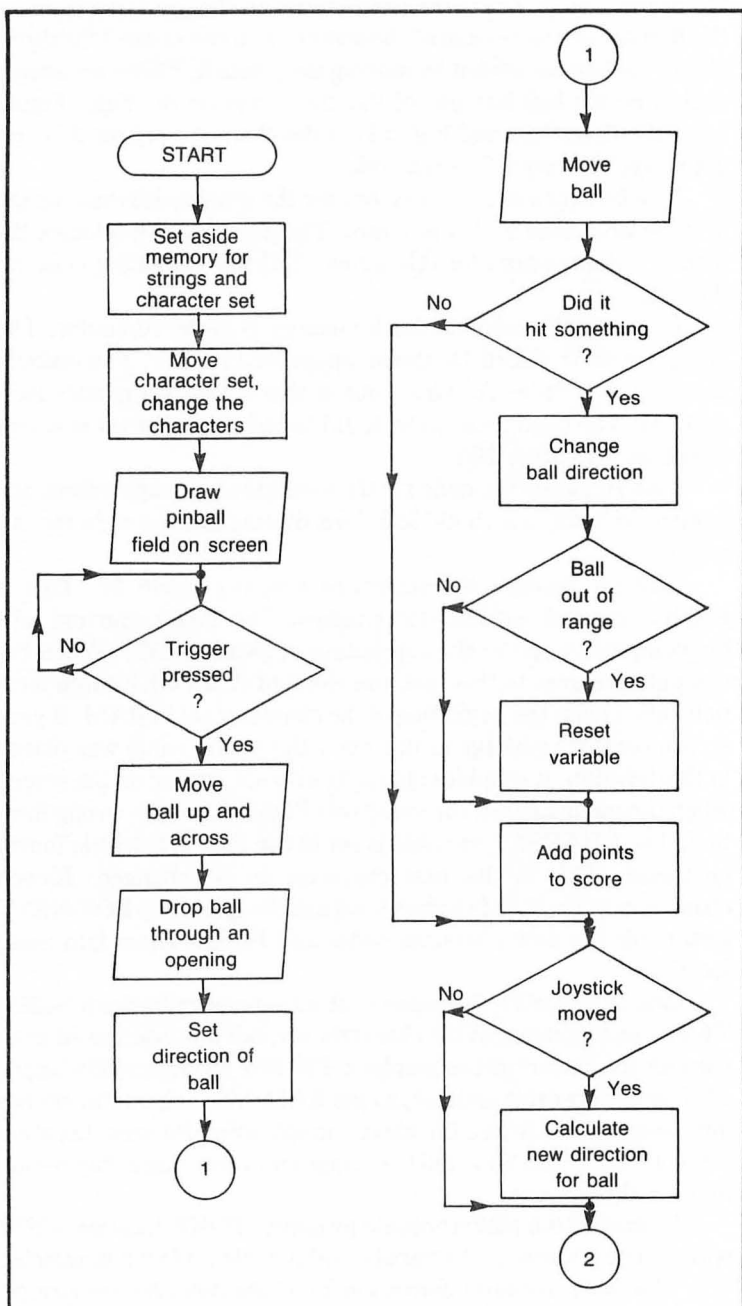 START
Set aside
memory for
strings and
character set
Move
character set,
change the
characters
Draw
pinball
field on screen
No
Trigger
pressed
?
Yes
Move
ball up and
across
Drop ball
through an
opening
Set
direction of
ball
1
1
Move
ball
No
Did it
hit something
?
Yes
Change
ball direction
No
Ball
out of
range
?
Yes
Reset
variable
Add points
to score
No
Joystick
moved
?
Yes
Calculate
new direction
for ball
2